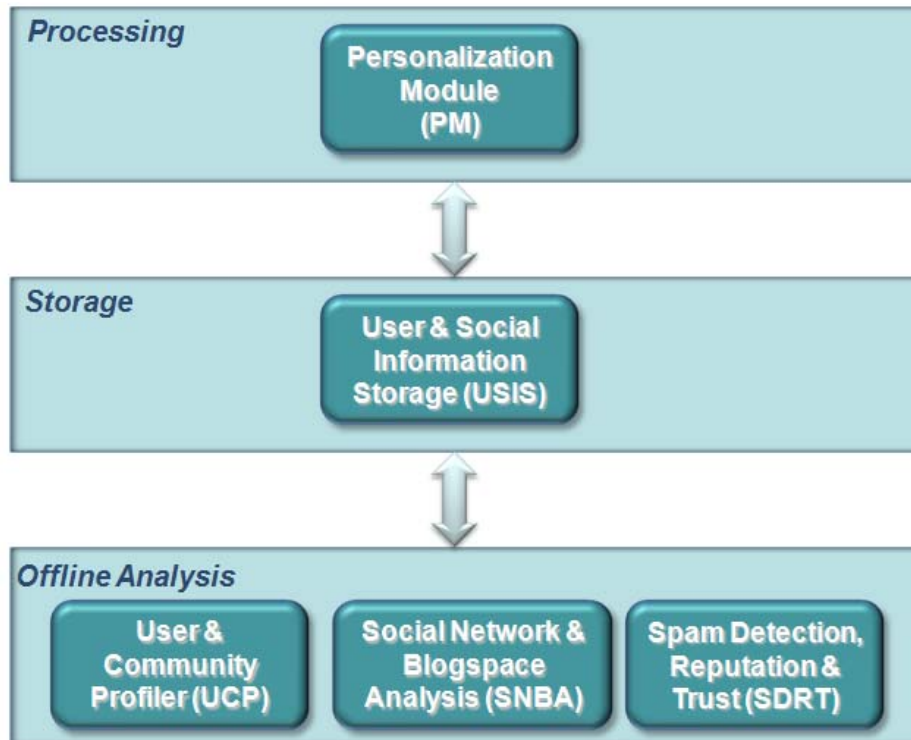 Processing
Personalization
Module
(PM)
Storage
User & Social
Information
Storage (USIS)
Offline Analysis
User &
Community
Profiler (UCP)
Social Network &
Blogspace
Analysis (SNBA)
Spam Detection,
Reputation &
Trust (SDRT)